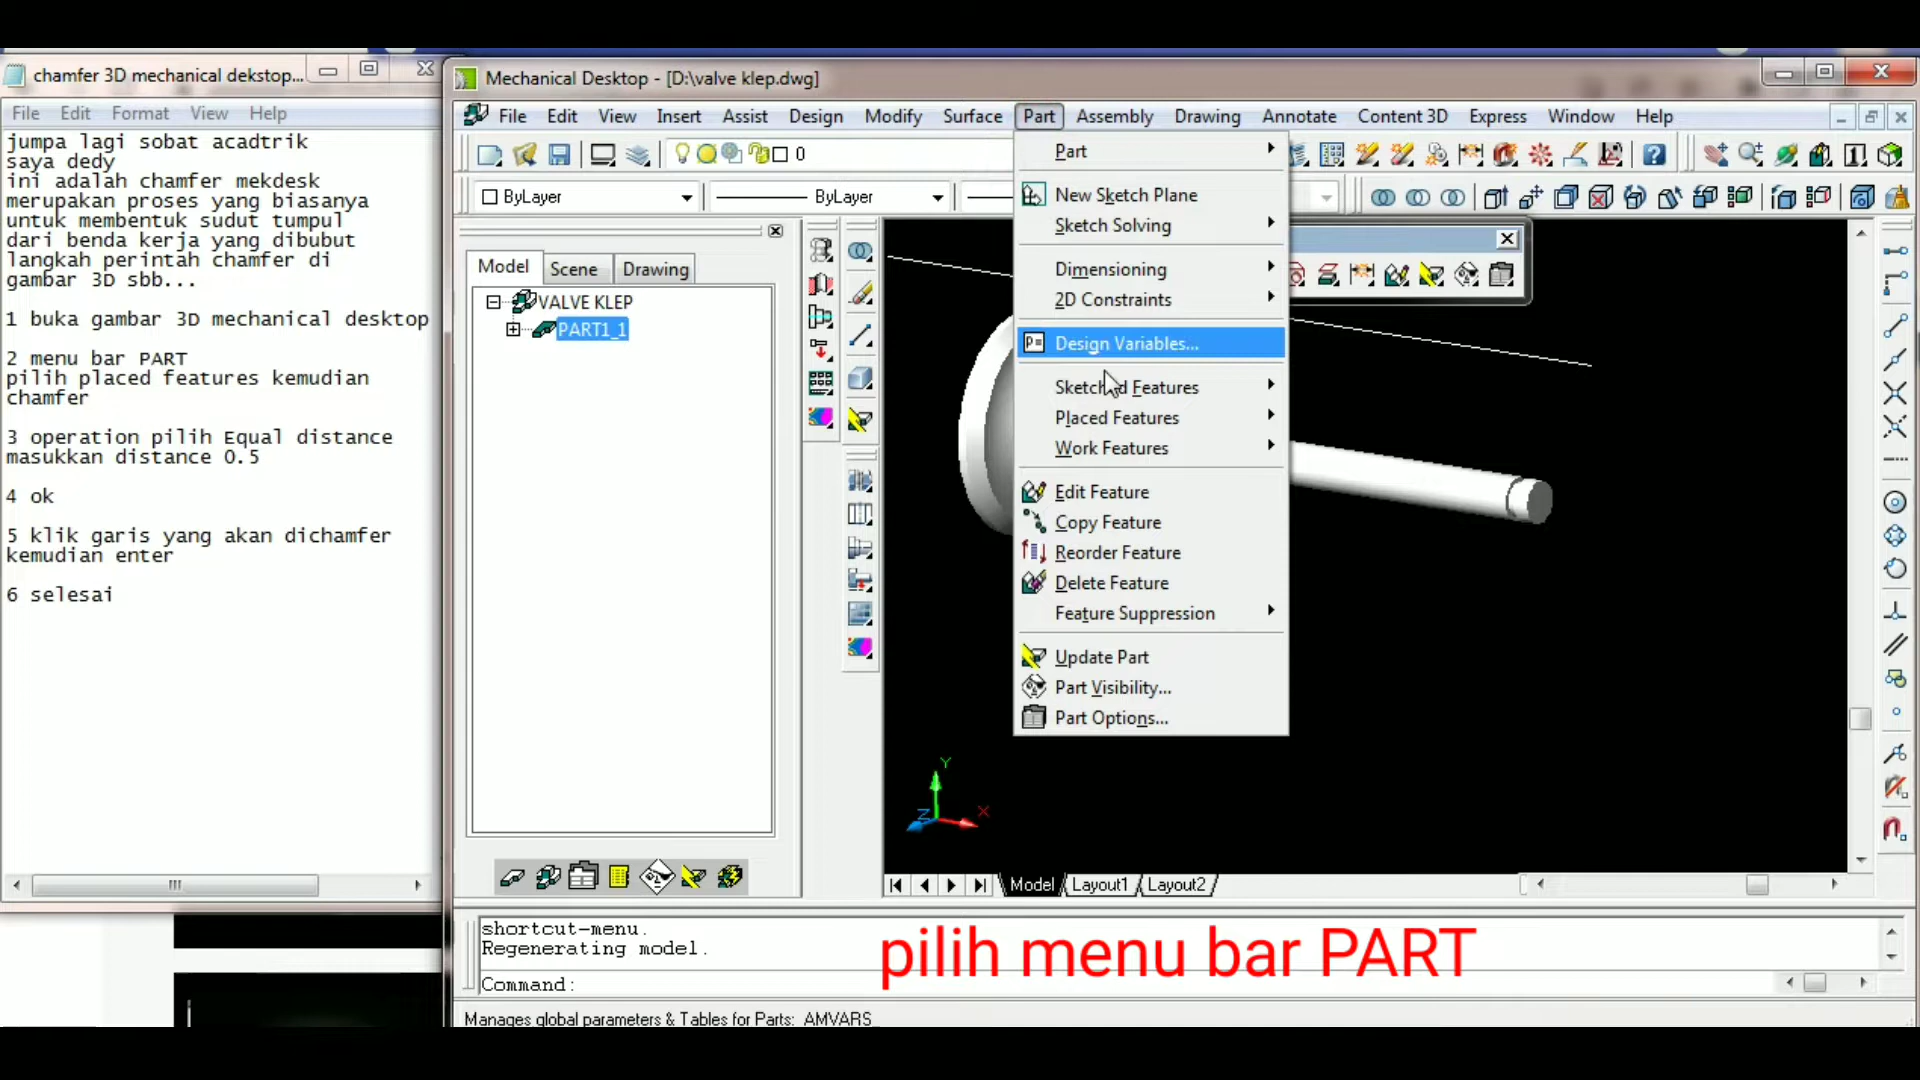 chamfer 3D mechanical dekstop...
File Edit Format View Help
jumpa lagi sobat acadtrik
saya dedy
ini adalah chamfer mekdesk
merupakan proses yang biasanya
untuk membentuk sudut tumpul
dari benda kerja yang dibubut
langkah perintah chamfer di
gambar 3D sbb...
1 buka gambar 3D mechanical desktop
2 menu bar PART
pilih placed features kemudian
chamfer
3 operation pilih Equal distance
masukkan distance 0.5
4 ok
5 klik garis yang akan dichamfer
kemudian enter
6 selesai
Mechanical Desktop - [D:\valve klep.dwg]
File Edit View Insert Assist Design Modify Surface Part Assembly Drawing Annotate Content 3D Express Window Help
0
ByLayer
ByLayer
Model Scene Drawing
VALVE KLEP
PART1_1
Part
New Sketch Plane
Sketch Solving
Dimensioning
2D Constraints
P= Design Variables...
Sketched Features
Placed Features
Work Features
Edit Feature
Copy Feature
Reorder Feature
Delete Feature
Feature Suppression
Update Part
Part Visibility...
Part Options...
Y
X
Z
Model Layout1 Layout2
shortcut-menu.
Regenerating model.
Command:
pilih menu bar PART
Manages global parameters & Tables for Parts: AMVARS